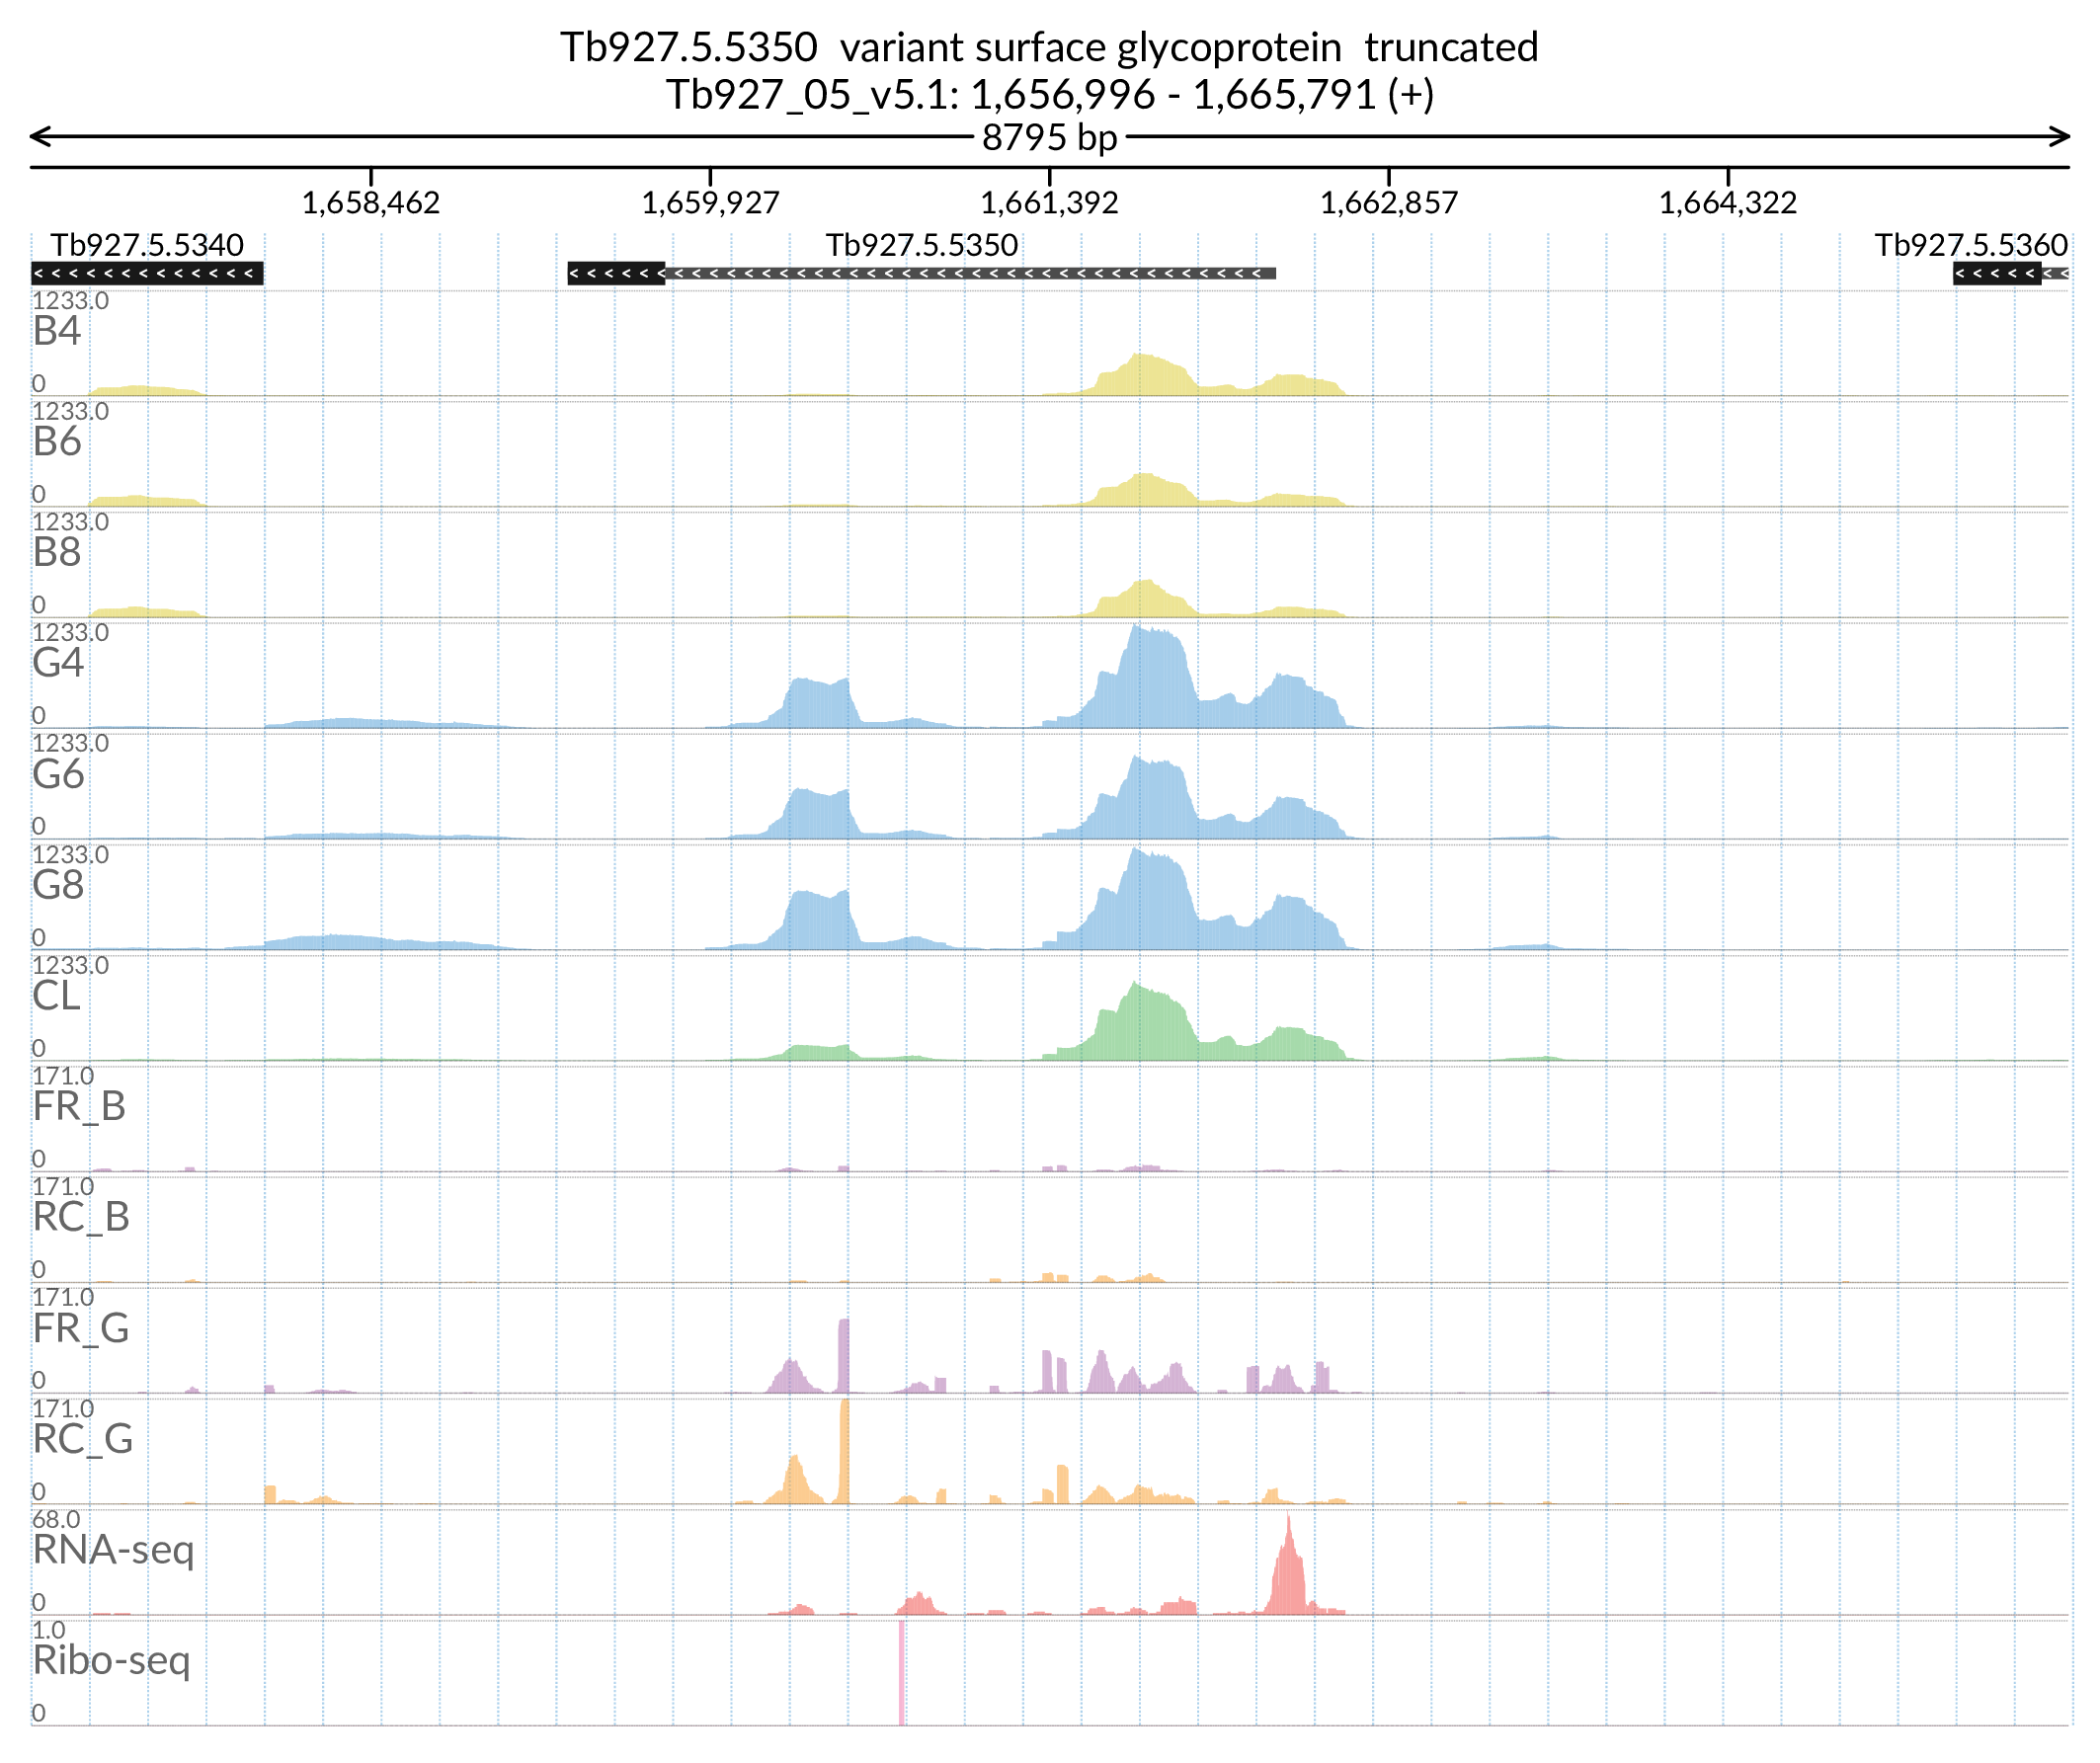 Tb927.5.5350 variant surface glycoprotein truncated
Tb927_05_v5.1: 1,656,996 - 1,665,791 (+)
8795 bp
1,658,462 1,659,927 1,661,392 1,662,857 1,664,322
Tb927.5.5340 Tb927.5.5350 Tb927.5.5360
1233.0
B4
0
1233.0
B6
0
1233.0
B8
0
1233.0
G4
0
1233.0
G6
0
1233.0
G8
0
1233.0
CL
0
171.0
FR_B
0
171.0
RC_B
0
171.0
FR_G
0
171.0
RC_G
0
68.0
RNA-seq
0
1.0
Ribo-seq
0